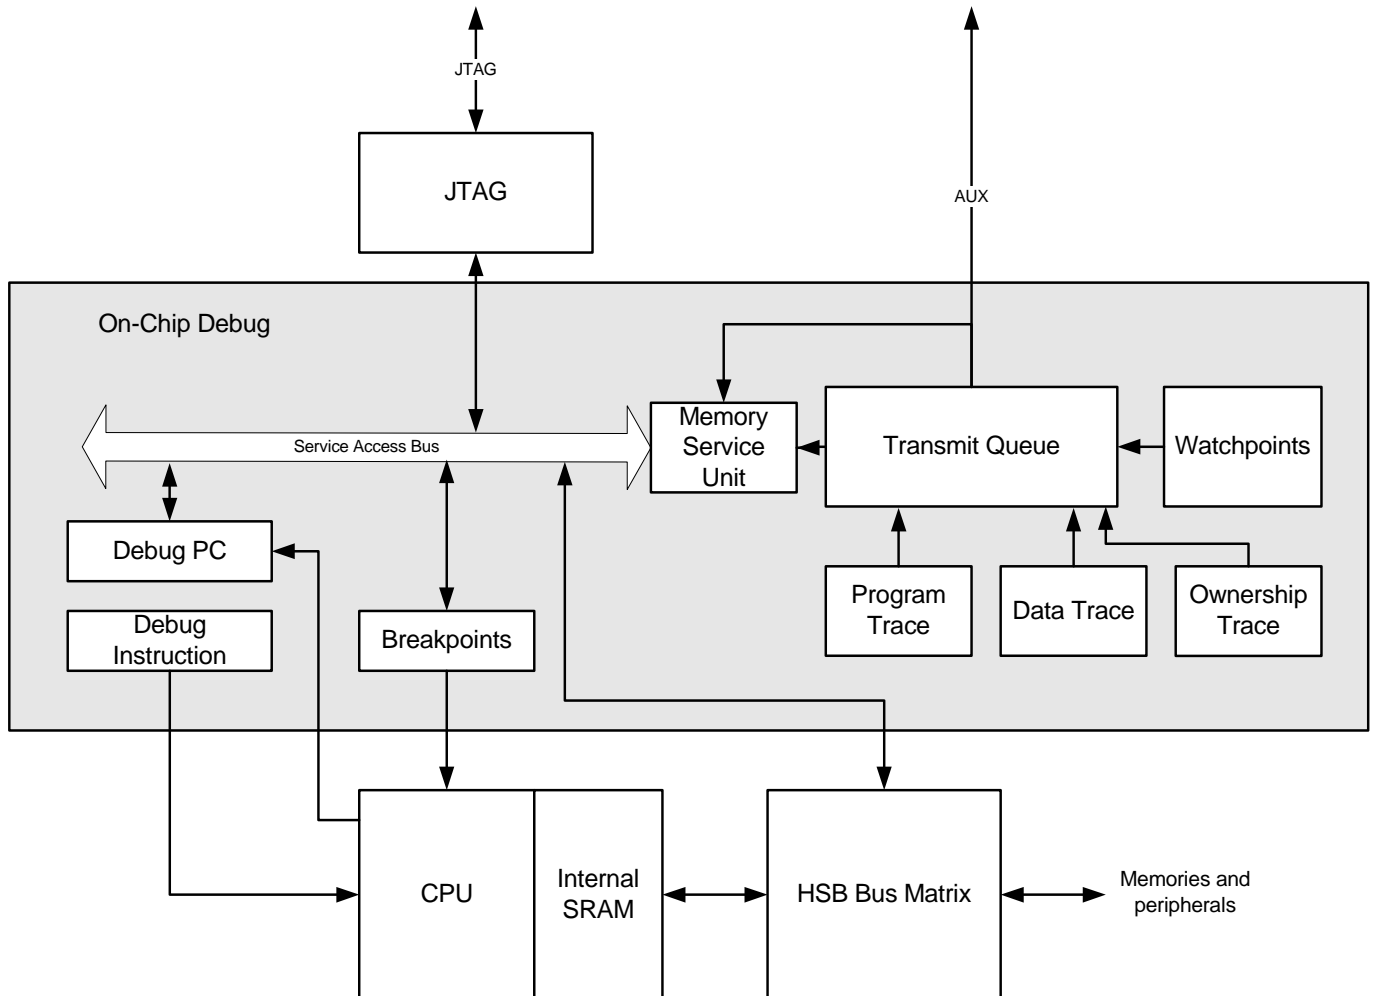 JTAG
JTAG
AUX
On-Chip Debug
Service Access Bus
Memory
Service
Unit
Transmit Queue
Watchpoints
Debug PC
Debug
Instruction
Breakpoints
Program
Trace
Data Trace
Ownership
Trace
CPU
Internal
SRAM
HSB Bus Matrix
Memories and
peripherals